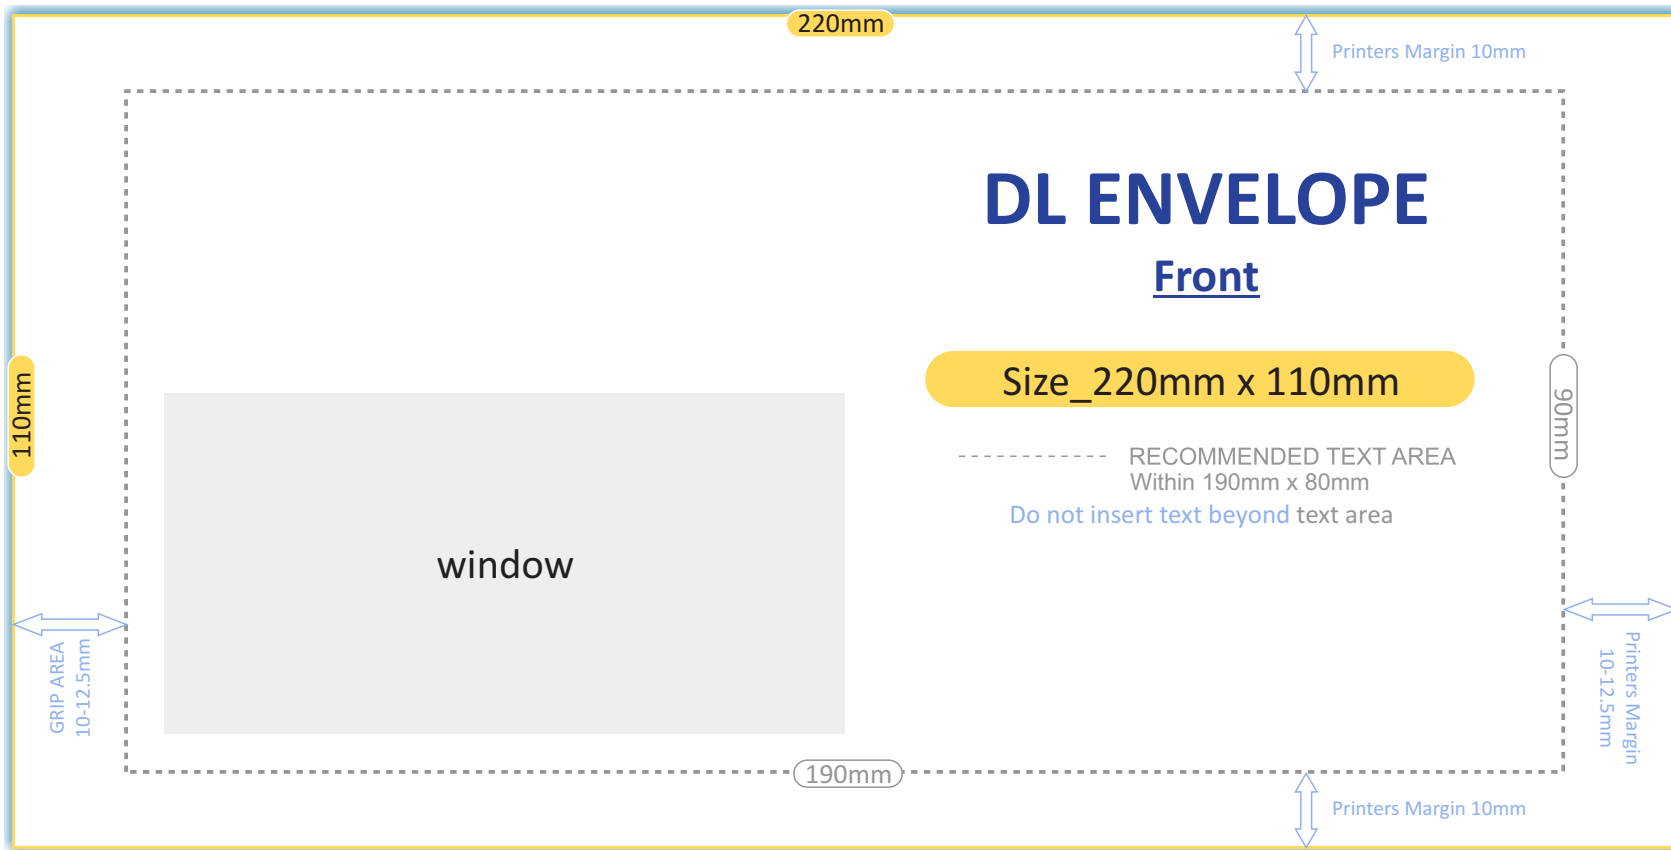 220mm
Printers Margin 10mm
DL ENVELOPE
Front
110mm
Size_220mm x 110mm
90mm
RECOMMENDED TEXT AREA
Within 190mm x 80mm
Do not insert text beyond text area
window
GRIP AREA
10-12.5mm
Printers Margin
10-12.5mm
190mm
Printers Margin 10mm